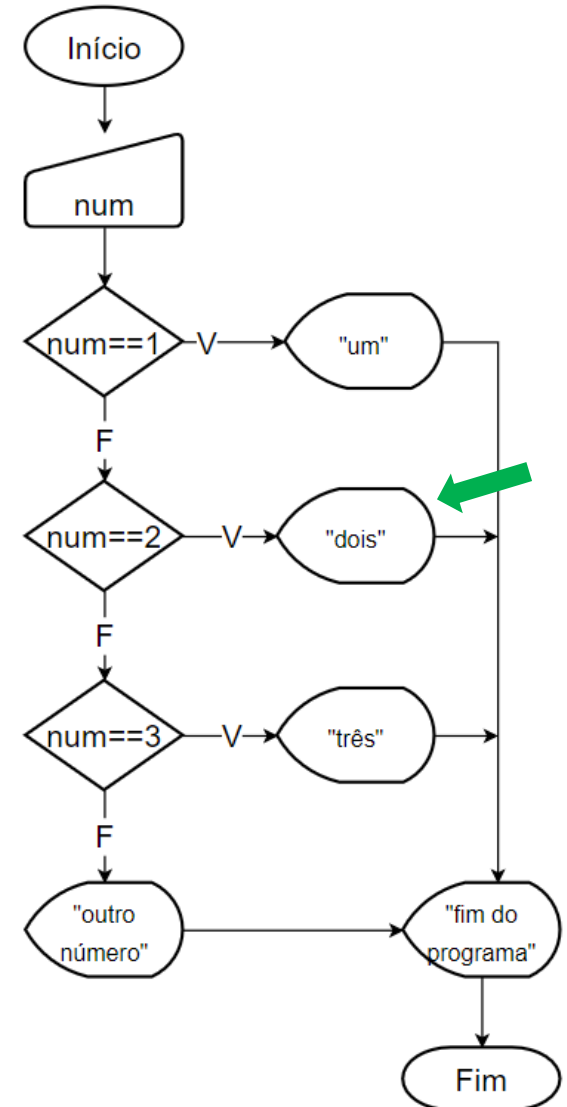 Início
num
num==1
V
"um"
F
num==2
V
"dois"
F
num==3
V
"três"
F
"outro
número"
"fim do
programa"
Fim